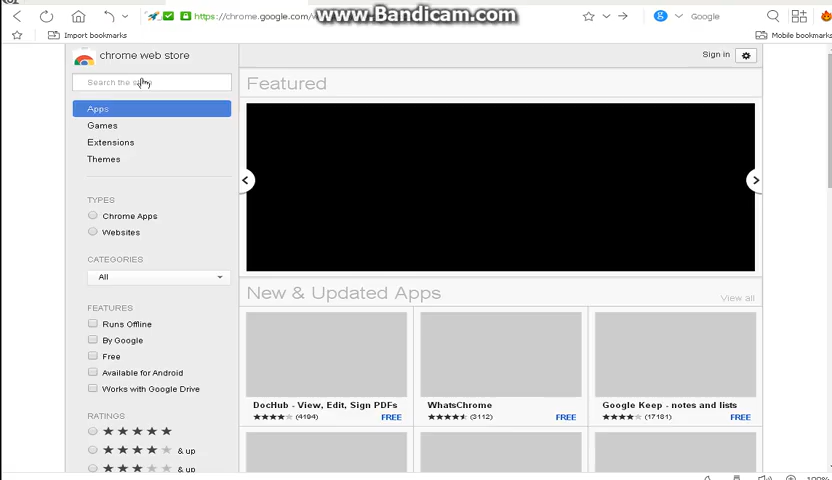 www.Bandicam.com
https://chrome.google.com/w
Google
Import bookmarks
Mobile bookmarks
chrome web store
Sign in
Search the s
Featured
Apps
Games
Extensions
Themes
TYPES
Chrome Apps
Websites
CATEGORIES
All
New & Updated Apps
View all
FEATURES
Runs Offline
By Google
Free
Available for Android
Works with Google Drive
DocHub - View, Edit, Sign PDFs
(4194) FREE
WhatsChrome
(3112) FREE
Google Keep - notes and lists
(17181) FREE
RATINGS
& up
& up
100%